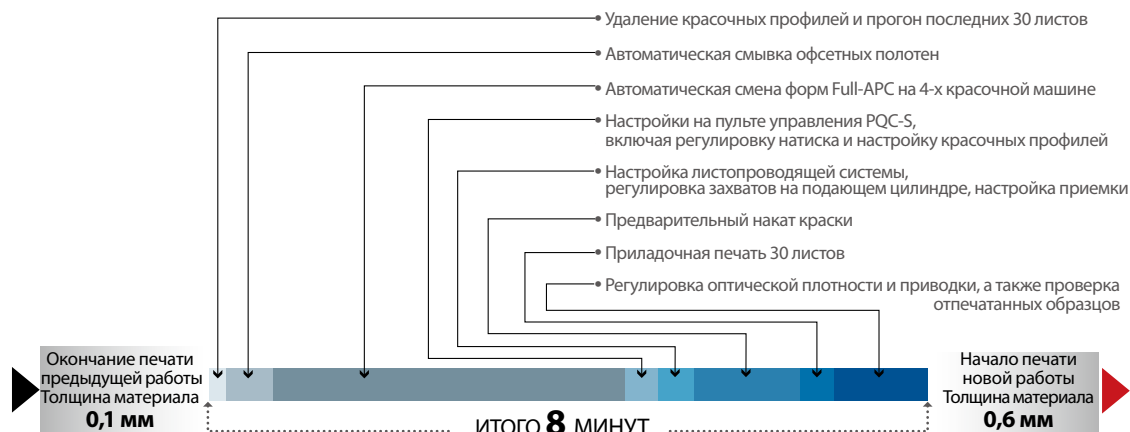 • Удаление красочных профилей и прогон последних 30 листов
• Автоматическая смывка офсетных полотен
• Автоматическая смена форм Full-APC на 4-х красочной машине
• Настройки на пульте управления PQC-S,
включая регулировку натиска и настройку красочных профилей
• Настройка листопроводящей системы,
регулировка захватов на подающем цилиндре, настройка приемки
• Предварительный накат краски
• Приладочная печать 30 листов
• Регулировка оптической плотности и приводки, а также проверка
отпечатанных образцов
Окончание печати
предыдущей работы
Толщина материала
0,1 мм
ИТОГО 8 МИНУТ
Начало печати
новой работы
Толщина материала
0,6 мм